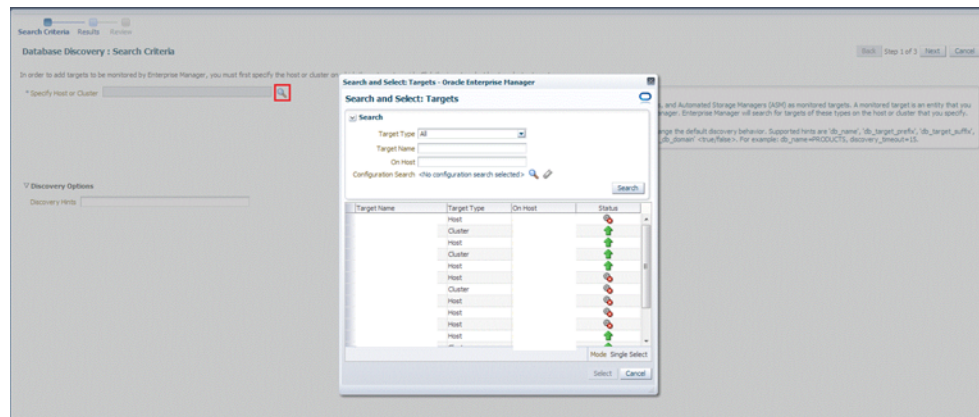 Search Criteria Results Review
Database Discovery : Search Criteria
Back Step 1 of 3 Next Cancel
In order to add targets to be monitored by Enterprise Manager, you must first specify the host or cluster on
* Specify Host or Cluster
, and Automated Storage Managers (ASM) as monitored targets. A monitored target is an entity that you
anager. Enterprise Manager will search for targets of these types on the host or cluster that you specify.
ange the default discovery behavior. Supported hints are 'db_name', 'db_target_prefix', 'db_target_suffix',
_db_domain' <true/false>. For example: db_name=PRODUCTS, discovery_timeout=15.
Discovery Options
Discovery Hints
Search and Select: Targets - Oracle Enterprise Manager
Search and Select: Targets
Search
Target Type All
Target Name
On Host
Configuration Search <No configuration search selected>
Search
Target Name Target Type On Host Status
Host
Cluster
Host
Cluster
Host
Host
Cluster
Host
Host
Host
Host
Mode Single Select
Select Cancel